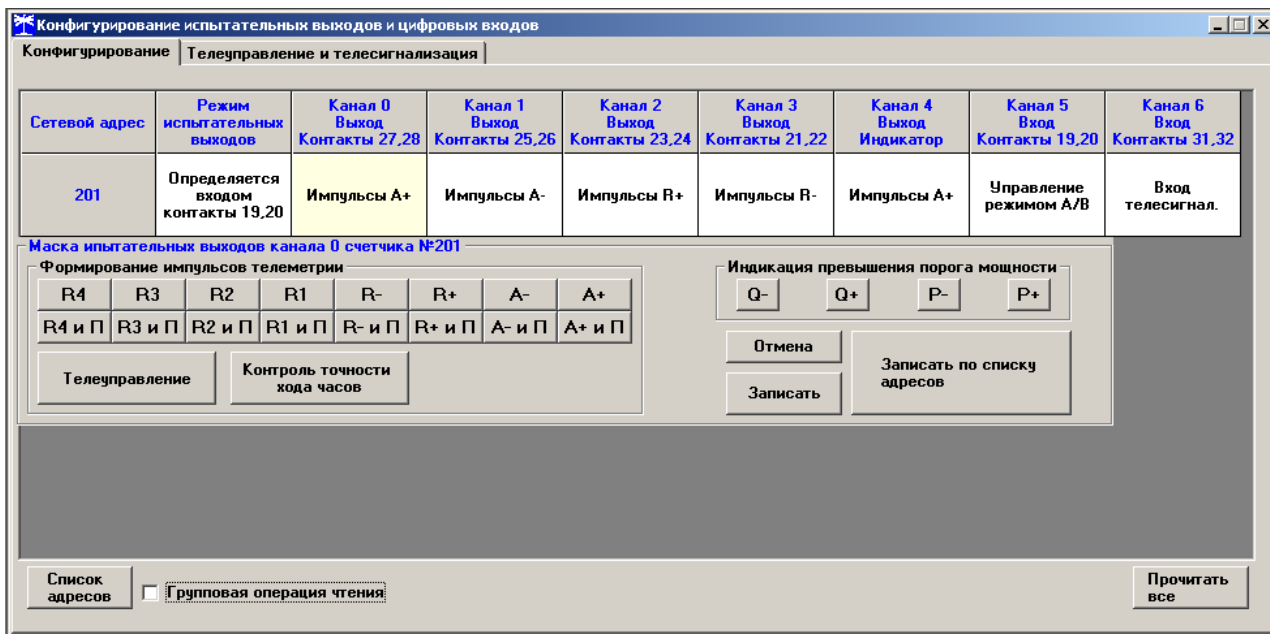 Конфигурирование испытательных выходов и цифровых входов
Конфигурирование Телеуправление и телесигнализация
Сетевой адрес
Режим
испытательных
выходов
Канал 0
Выход
Контакты 27,28
Канал 1
Выход
Контакты 25,26
Канал 2
Выход
Контакты 23,24
Канал 3
Выход
Контакты 21,22
Канал 4
Выход
Индикатор
Канал 5
Вход
Контакты 19,20
Канал 6
Вход
Контакты 31,32
201
Определяется
входом
контакты 19,20
Импульсы A+
Импульсы A-
Импульсы R+
Импульсы R-
Импульсы A+
Управление
режимом A/B
Вход
телесигнал.
Маска ипытательных выходов канала 0 счетчика №201
Формирование импульсов телеметрии
R4 R3 R2 R1 R- R+ A- A+
R4 и П R3 и П R2 и П R1 и П R- и П R+ и П A- и П A+ и П
Телеуправление
Контроль точности
хода часов
Индикация превышения порога мощности
Q- Q+ P- P+
Отмена
Записать
Записать по списку
адресов
Список
адресов
Групповая операция чтения
Прочитать
все